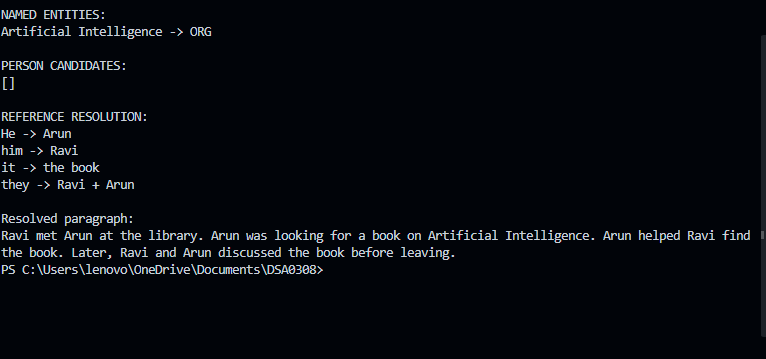 NAMED ENTITIES:
Artificial Intelligence -> ORG
PERSON CANDIDATES:
[]
REFERENCE RESOLUTION:
He -> Arun
him -> Ravi
it -> the book
they -> Ravi + Arun
Resolved paragraph:
Ravi met Arun at the library. Arun was looking for a book on Artificial Intelligence. Arun helped Ravi find
the book. Later, Ravi and Arun discussed the book before leaving.
PS C:\Users\lenovo\OneDrive\Documents\DSA0308>